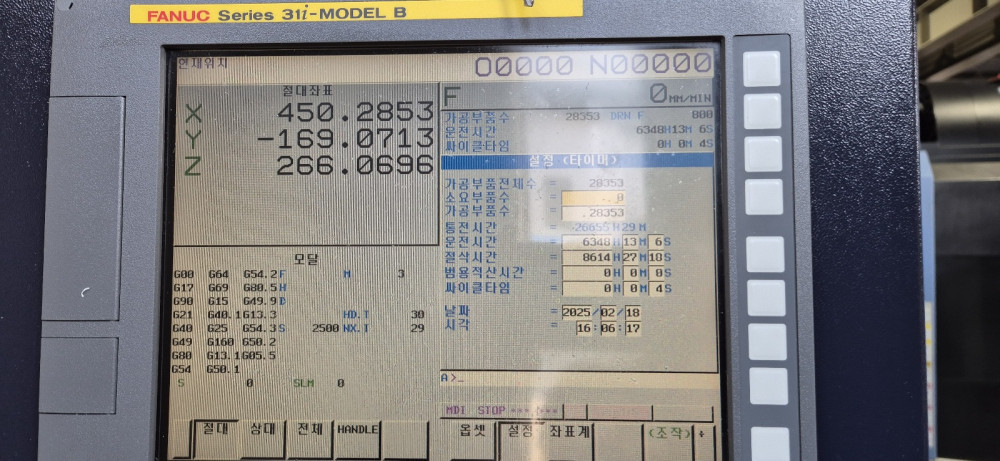 FANUC Series 31i-MODEL B
현재위치 O0000 N00000
절대좌표
X 450.2853
Y -169.0713
Z 266.0696
F 0 MM/MIN
가공부품수 28353 DRN F 800
운전시간 6348H13M 6S
싸이클타임 0H 0M 4S
설정 (타이머)
가공부품전체수 = 28353
소요부품수 = 0
가공부품수 = 28353
통전시간 = 26655H29M
운전시간 = 6348H13M 6S
절삭시간 = 8614H27M18S
범용적산시간 = 0H 0M 0S
싸이클타임 = 0H 0M 4S
날짜 = 2025/02/18
시각 = 16:06:17
모달
G00 G64 G54.2 F M 3
G17 G69 G80.5 H
G90 G15 G49.9 D
G21 G40.1 G13.3 HD.T 30
G40 G25 G54.3 S 2500 NX.T 29
G49 G160 G50.2
G80 G13.1 G05.5
G54 G50.1
S 0 SLM 0
A>_
MDI STOP *** ***
절대 상대 전체 HANDLE
옵셋 설정 좌표계 (조작) +